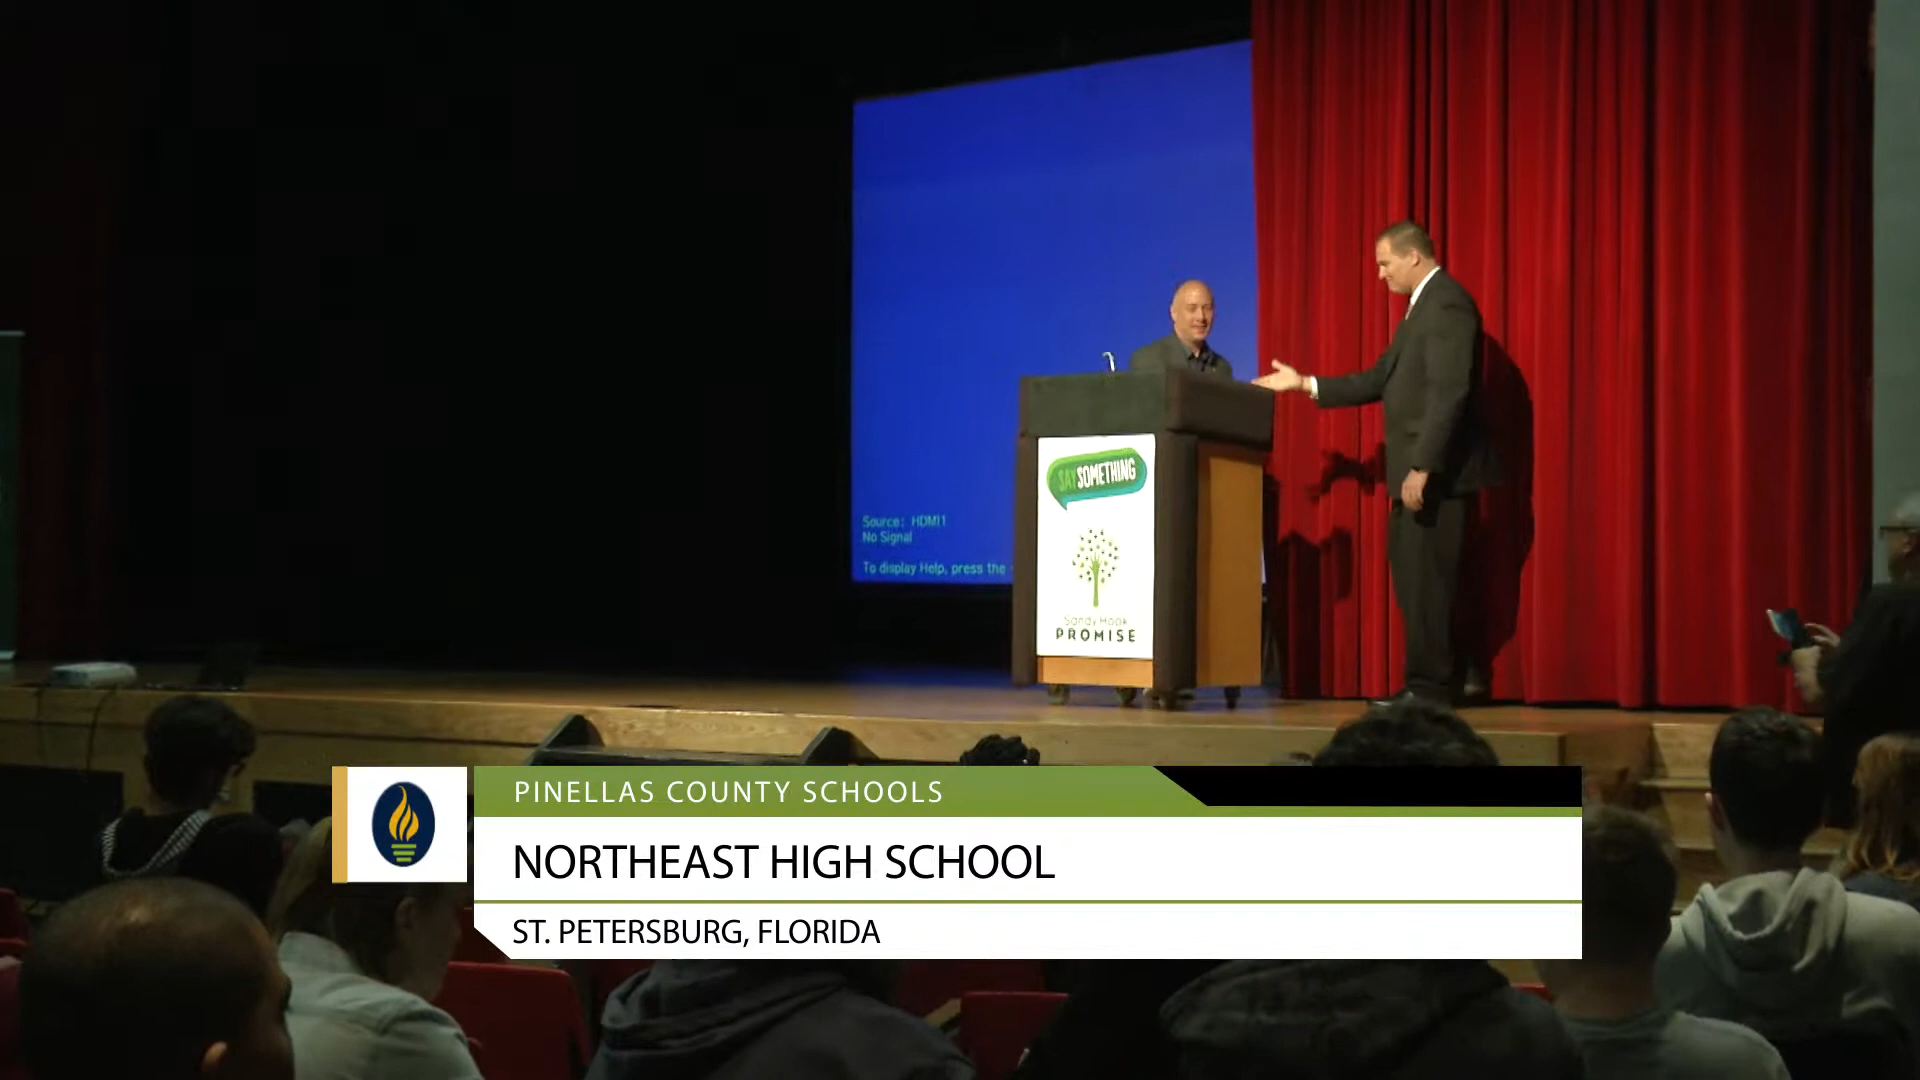 Source: HDMI1
No Signal
To display Help, press the
SAY SOMETHING
Sandy Hook
PROMISE
PINELLAS COUNTY SCHOOLS
NORTHEAST HIGH SCHOOL
ST. PETERSBURG, FLORIDA